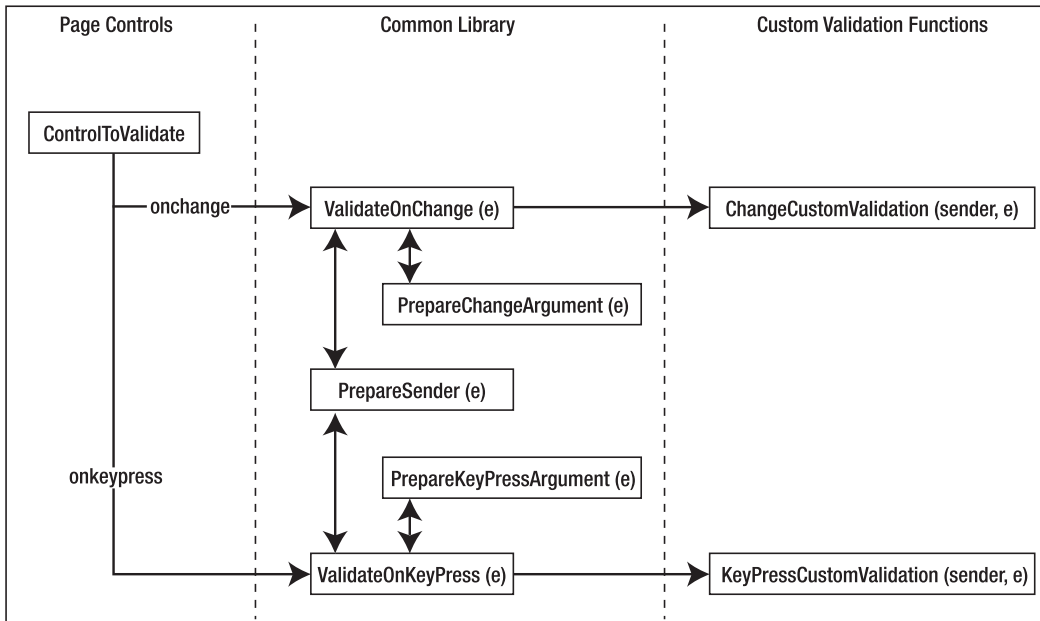 Page Controls
Common Library
Custom Validation Functions
ControlToValidate
onchange
ValidateOnChange (e)
ChangeCustomValidation (sender, e)
PrepareChangeArgument (e)
PrepareSender (e)
onkeypress
PrepareKeyPressArgument (e)
ValidateOnKeyPress (e)
KeyPressCustomValidation (sender, e)